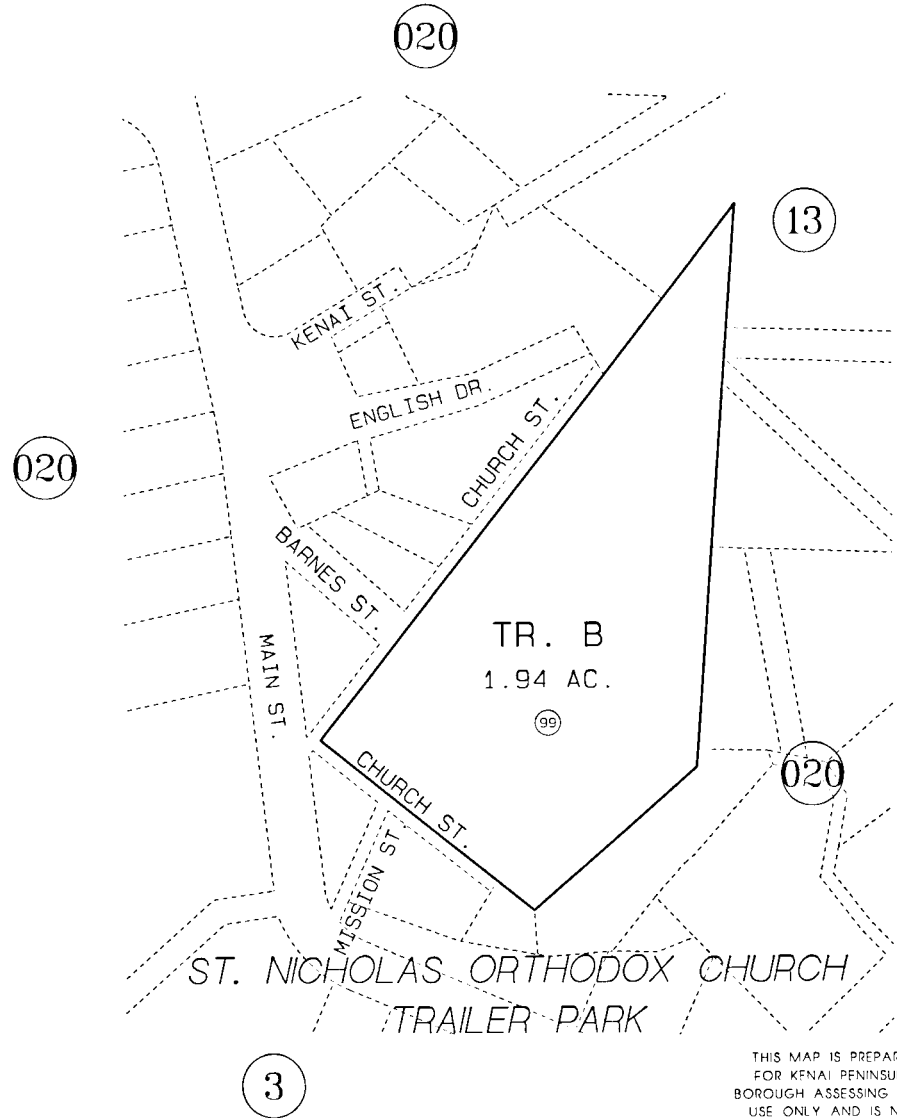 020
13
KENAI ST.
ENGLISH DR.
CHURCH ST.
020
BARNES ST.
MAIN ST.
TR. B
1.94 AC.
99
020
CHURCH ST.
MISSION ST
ST. NICHOLAS ORTHODOX CHURCH
TRAILER PARK
3
THIS MAP IS PREPAR
FOR KENAI PENINSU
BOROUGH ASSESSING
USE ONLY AND IS N